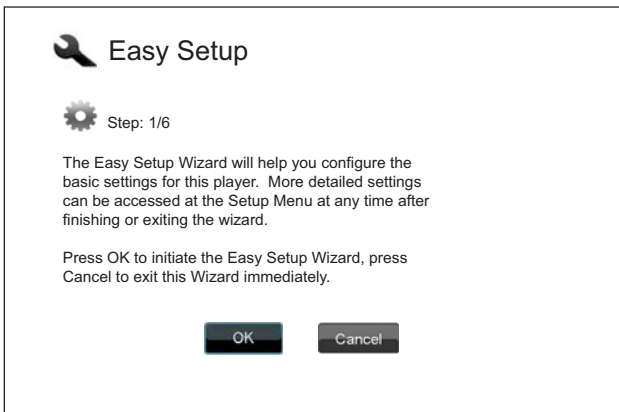 Easy Setup
Step: 1/6
The Easy Setup Wizard will help you configure the
basic settings for this player.  More detailed settings
can be accessed at the Setup Menu at any time after
finishing or exiting the wizard.
Press OK to initiate the Easy Setup Wizard, press
Cancel to exit this Wizard immediately.
OK
Cancel